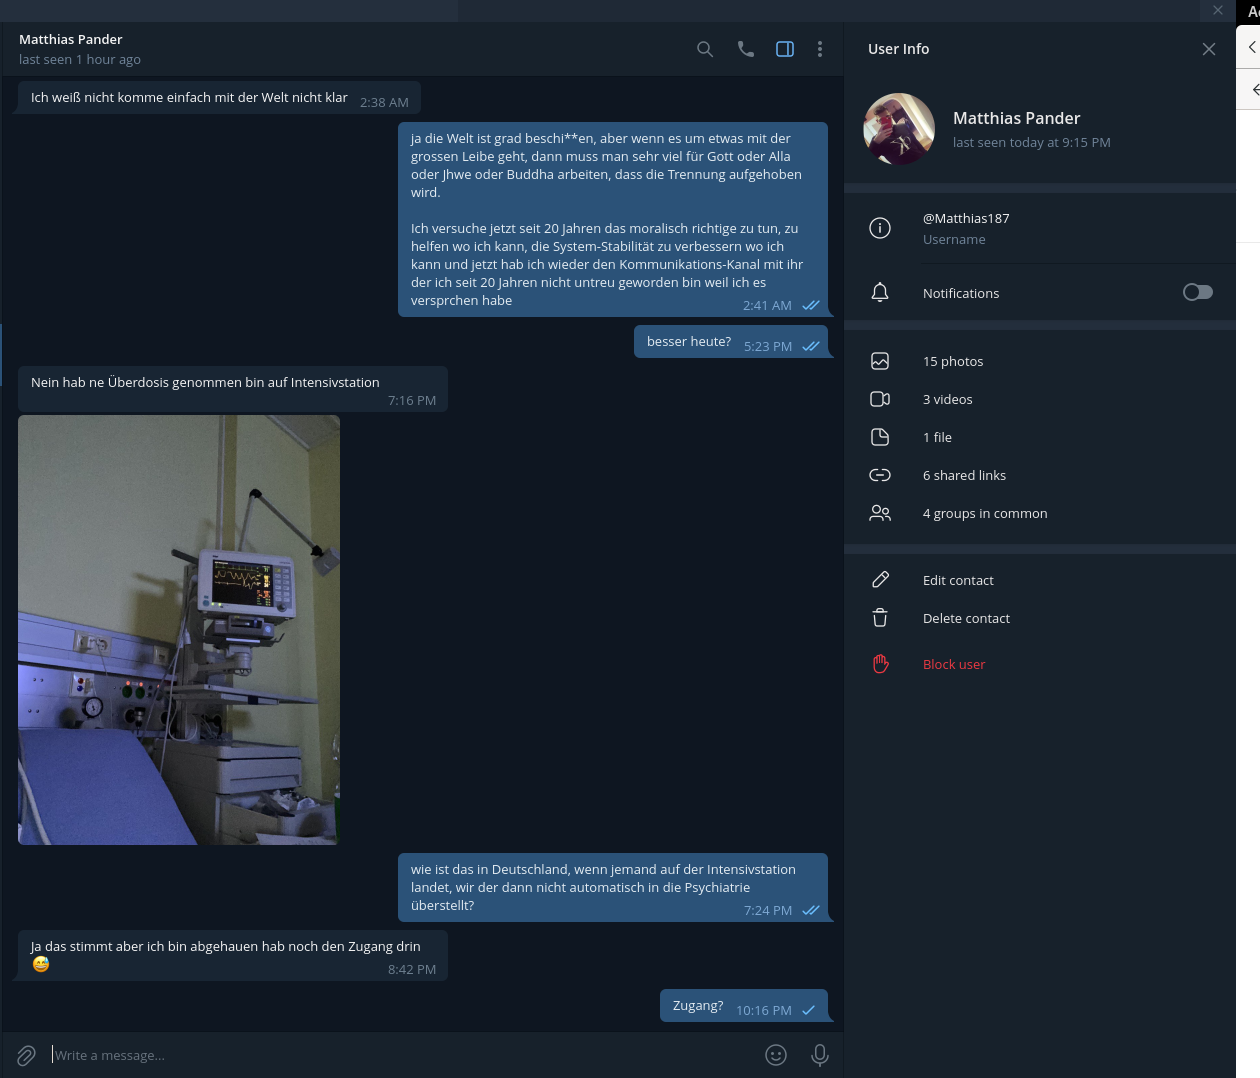 A
Matthias Pander
last seen 1 hour ago
Ich weiß nicht komme einfach mit der Welt nicht klar
2:38 AM
ja die Welt ist grad beschi**en, aber wenn es um etwas mit der
grossen Leibe geht, dann muss man sehr viel für Gott oder Alla
oder Jhwe oder Buddha arbeiten, dass die Trennung aufgehoben
wird.
Ich versuche jetzt seit 20 Jahren das moralisch richtige zu tun, zu
helfen wo ich kann, die System-Stabilität zu verbessern wo ich
kann und jetzt hab ich wieder den Kommunikations-Kanal mit ihr
der ich seit 20 Jahren nicht untreu geworden bin weil ich es
versprchen habe
2:41 AM
besser heute?
5:23 PM
Nein hab ne Überdosis genommen bin auf Intensivstation
7:16 PM
wie ist das in Deutschland, wenn jemand auf der Intensivstation
landet, wir der dann nicht automatisch in die Psychiatrie
überstellt?
7:24 PM
Ja das stimmt aber ich bin abgehauen hab noch den Zugang drin
😅
8:42 PM
Zugang?
10:16 PM
Write a message...
User Info
Matthias Pander
last seen today at 9:15 PM
@Matthias187
Username
Notifications
15 photos
3 videos
1 file
6 shared links
4 groups in common
Edit contact
Delete contact
Block user